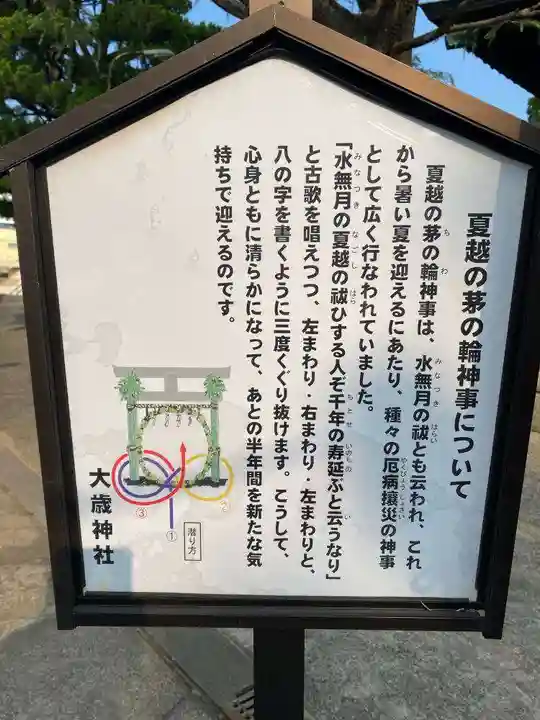 夏越の茅の輪神事について
夏越の茅の輪神事は、水無月の祓とも云われ、これ
から暑い夏を迎えるにあたり、種々の厄病攘災の神事
として広く行なわれていました。
「水無月の夏越の祓ひする人ぞ千年の寿延ぶと云うなり」
と古歌を唱えつつ、左まわり・右まわり・左まわりと、
八の字を書くように三度くぐり抜けます。こうして、
心身ともに清らかになって、あとの半年間を新たな気
持ちで迎えるのです。
潜り方
①
②
③
大歳神社